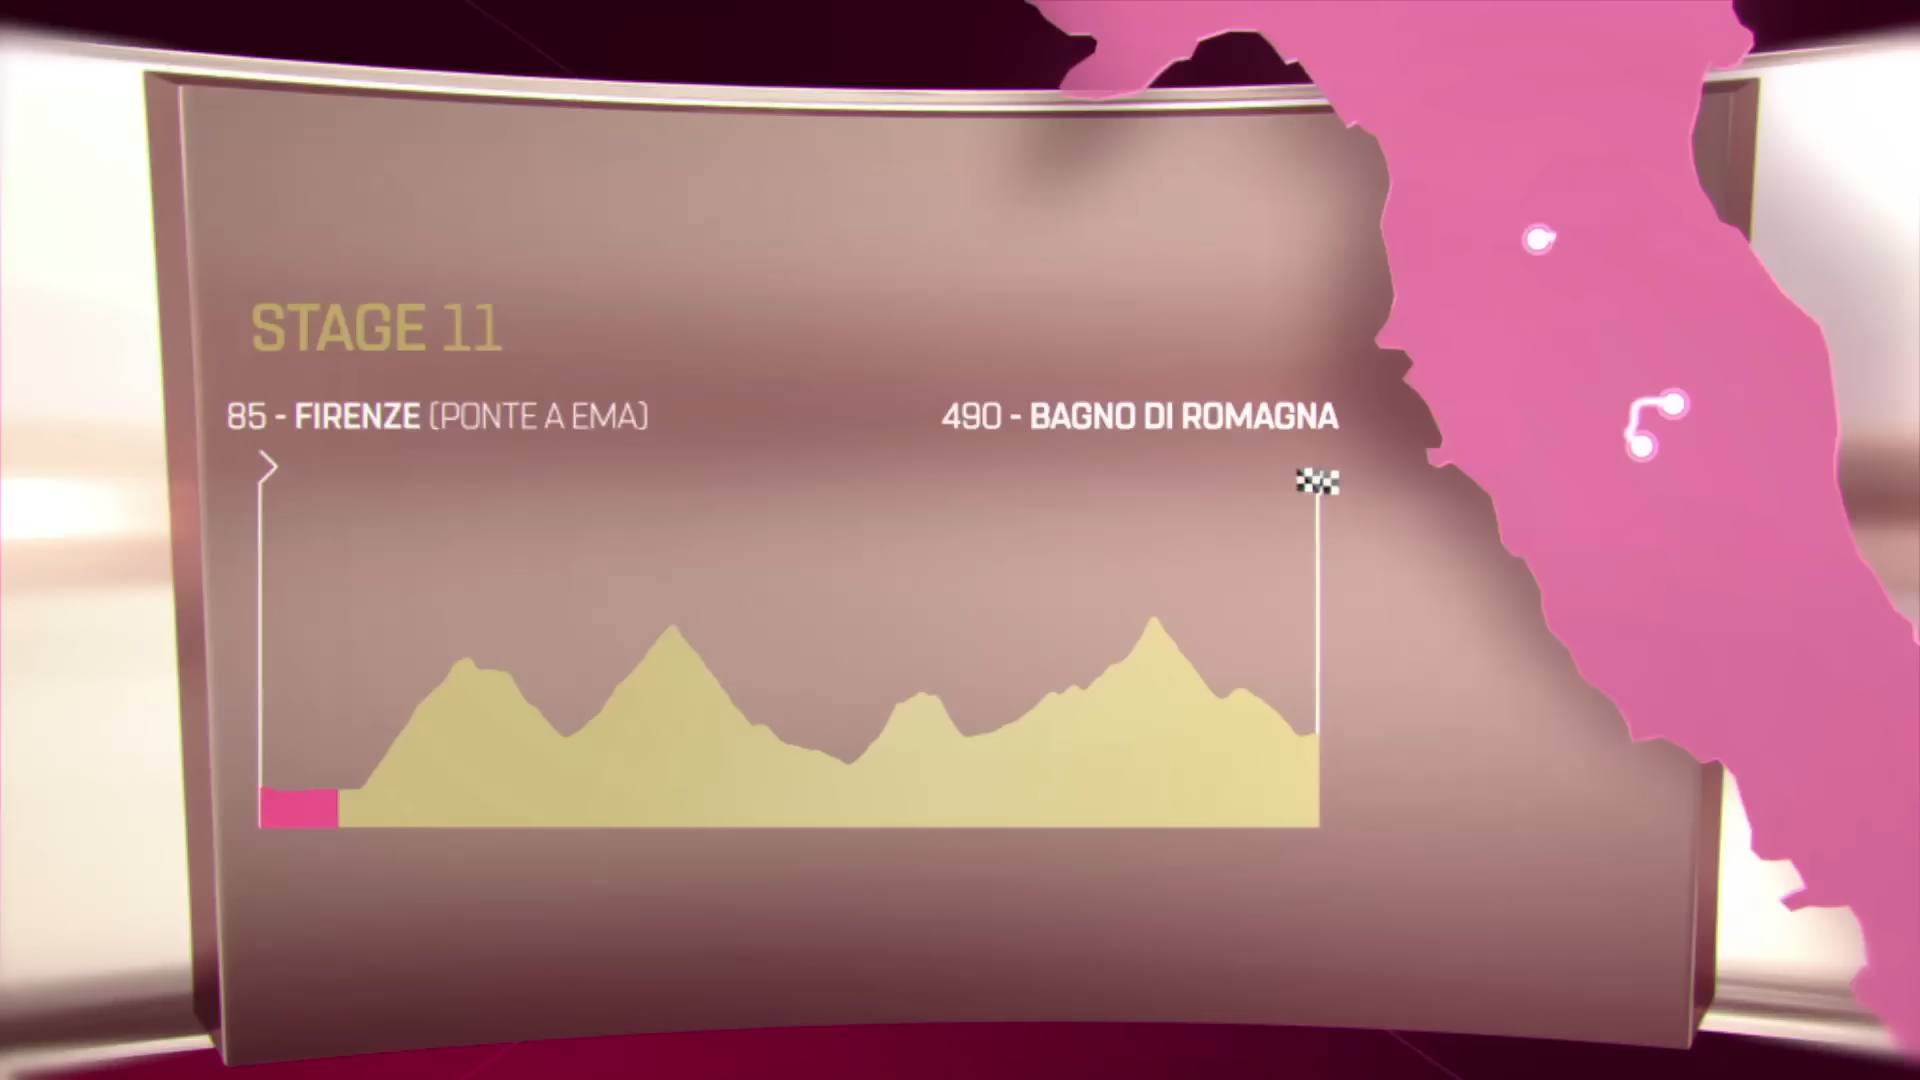 STAGE 11
85 - FIRENZE (PONTE A EMA)
490 - BAGNO DI ROMAGNA